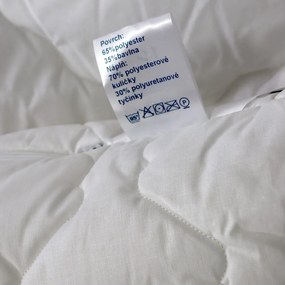 Povrch:
65%polyester
35%bavlna
Náplň:
70% polyesterové
kuličky
30% polyuretanové
tyčinky